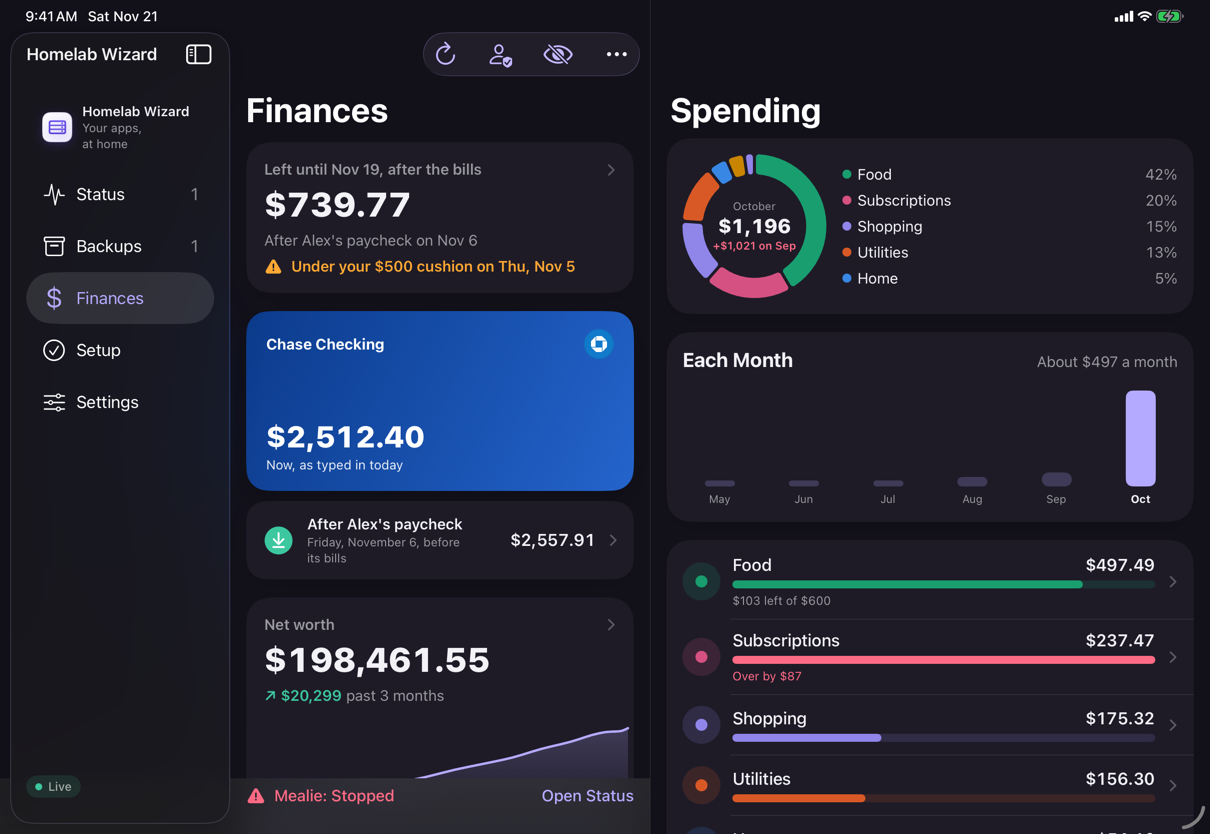 9:41 AM Sat Nov 21
Homelab Wizard
Homelab Wizard
Your apps,
at home
Status 1
Backups 1
Finances
Setup
Settings
Live
Finances
Left until Nov 19, after the bills
$739.77
After Alex's paycheck on Nov 6
Under your $500 cushion on Thu, Nov 5
Chase Checking
$2,512.40
Now, as typed in today
After Alex's paycheck
Friday, November 6, before
its bills
$2,557.91
Net worth
$198,461.55
$20,299 past 3 months
Mealie: Stopped
Open Status
Spending
October
$1,196
+$1,021 on Sep
Food 42%
Subscriptions 20%
Shopping 15%
Utilities 13%
Home 5%
Each Month
About $497 a month
May Jun Jul Aug Sep Oct
Food $497.49
$103 left of $600
Subscriptions $237.47
Over by $87
Shopping $175.32
Utilities $156.30